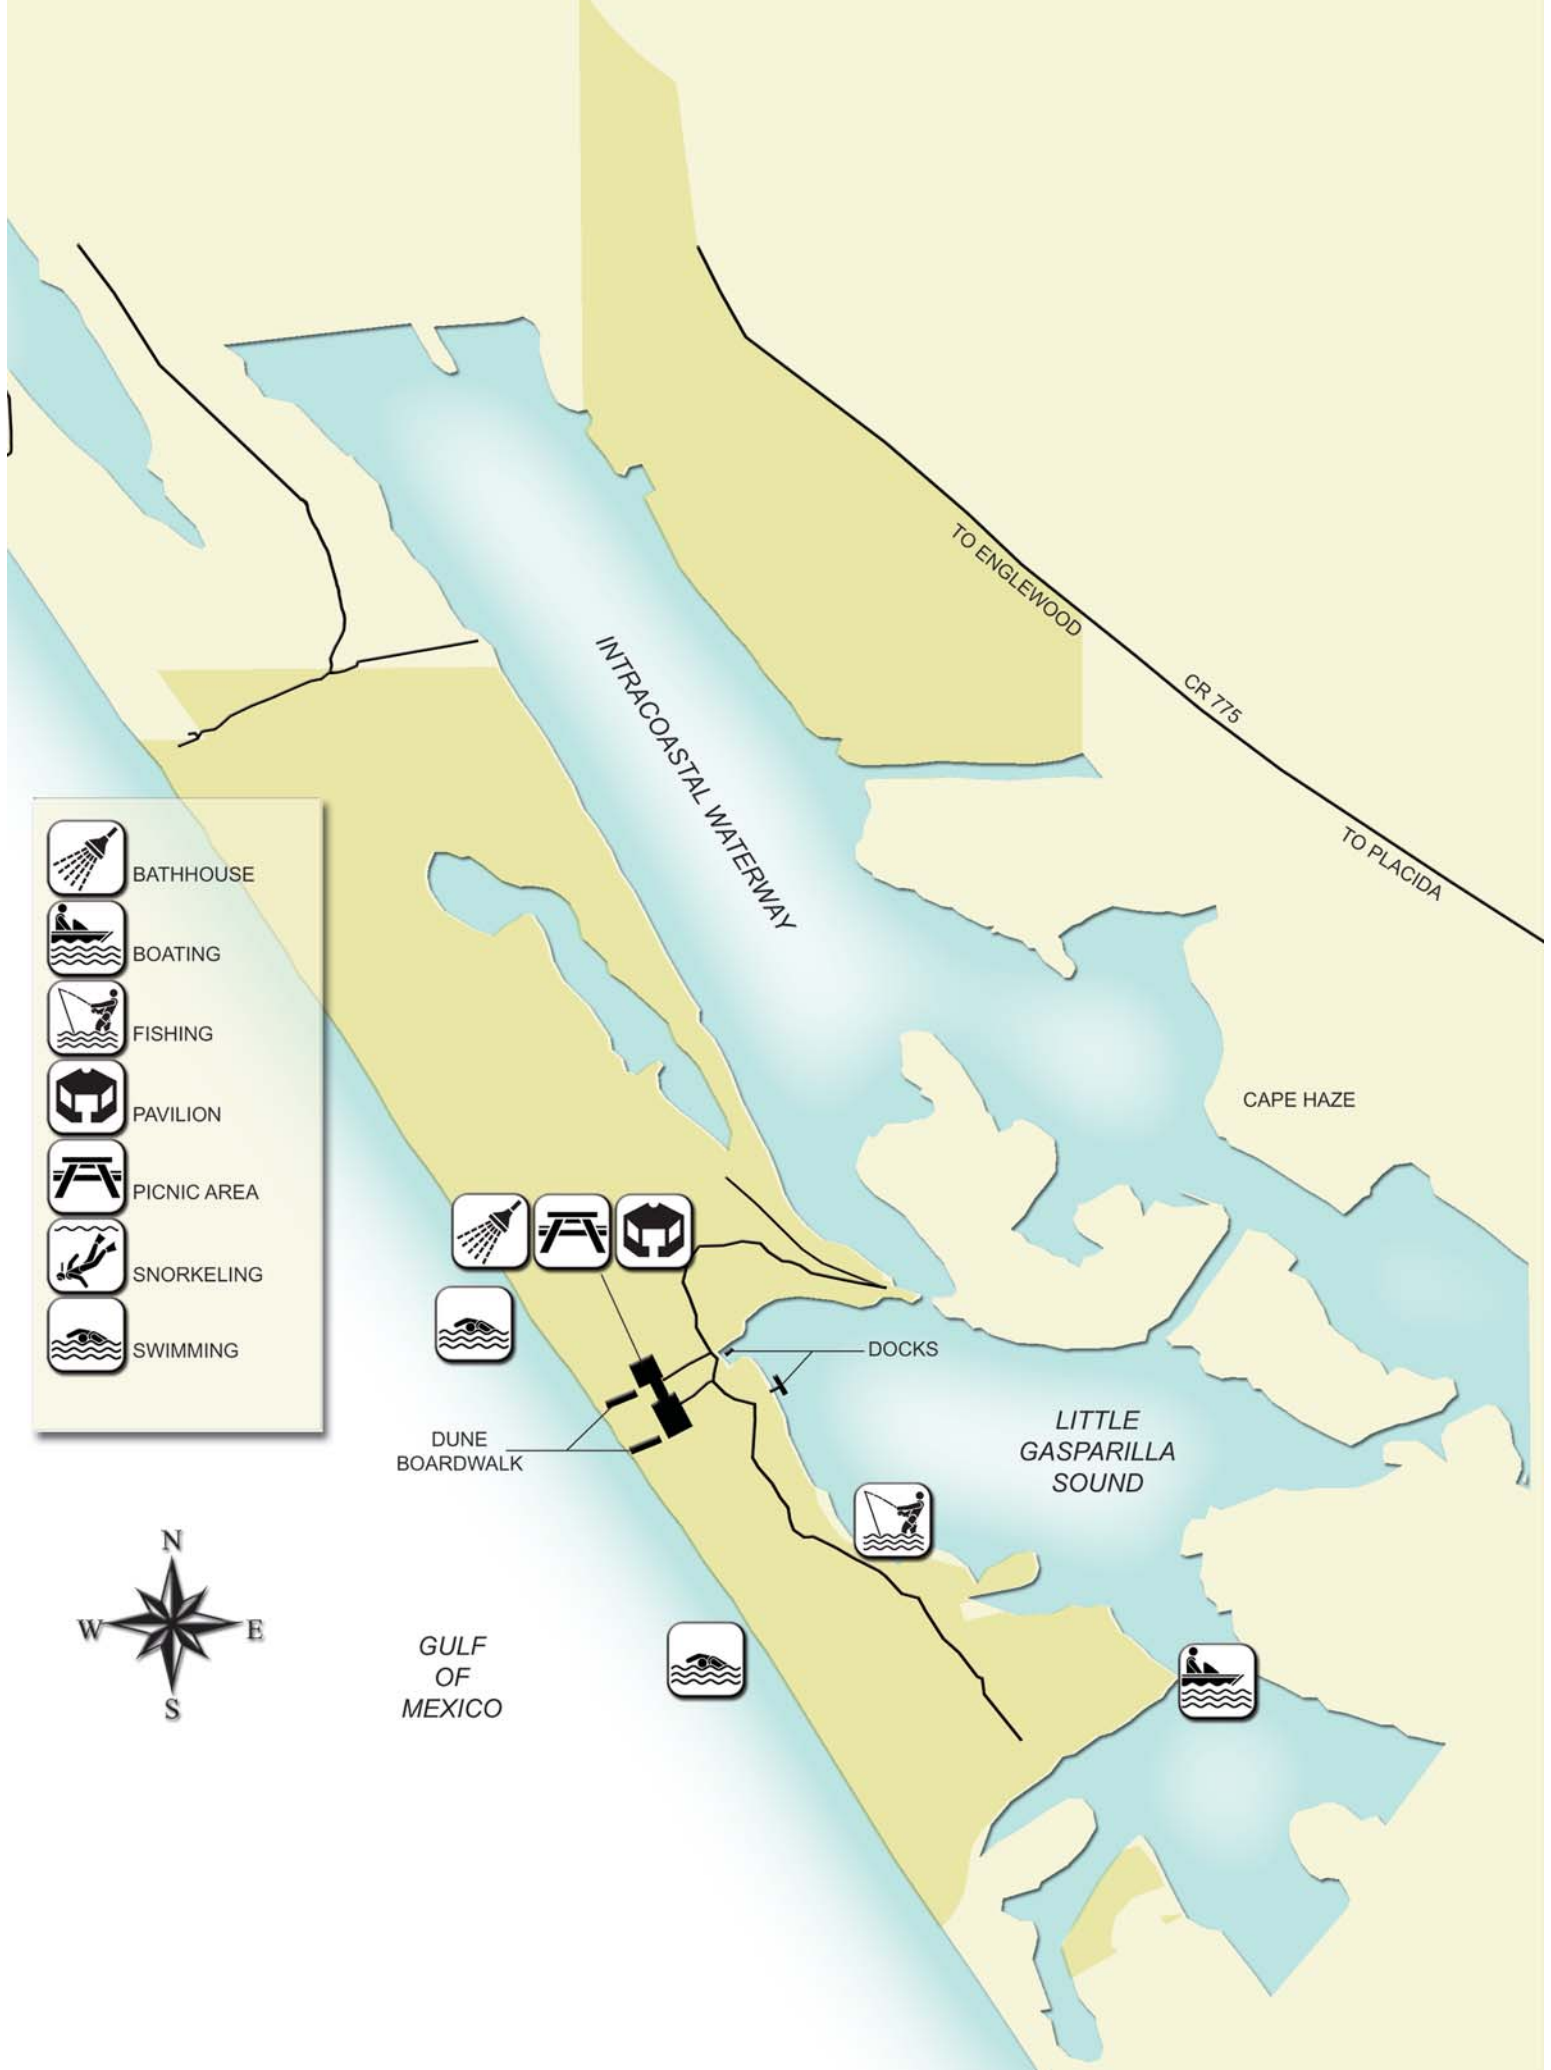 TO ENGLEWOOD
CR 775
TO PLACIDA
INTRACOASTAL WATERWAY
BATHHOUSE
BOATING
FISHING
PAVILION
PICNIC AREA
SNORKELING
SWIMMING
CAPE HAZE
DOCKS
DUNE
BOARDWALK
LITTLE
GASPARILLA
SOUND
N
W E
S
GULF
OF
MEXICO